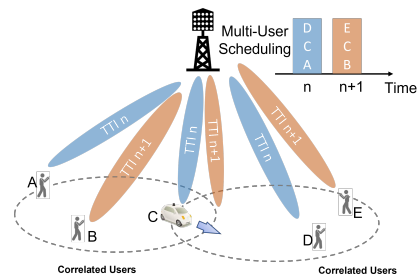 Multi-User
Scheduling
D
C
A
E
C
B
n
n+1
Time
TTI n
TTI n+1
TTI n
TTI n+1
TTI n
TTI n+1
A
B
C
D
E
Correlated Users
Correlated Users